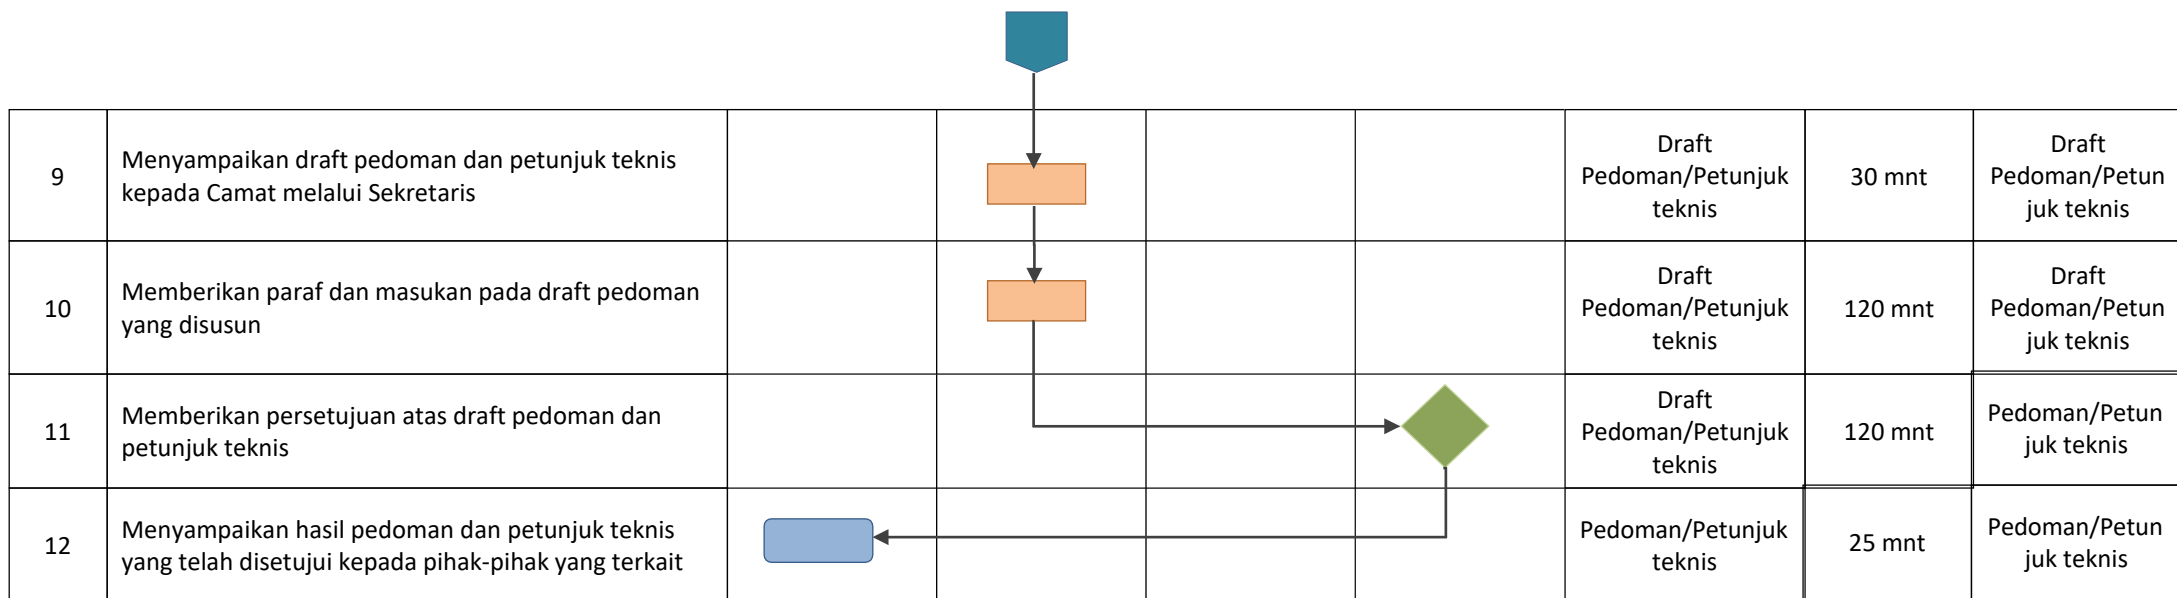 9
Menyampaikan draft pedoman dan petunjuk teknis
kepada Camat melalui Sekretaris
Draft
Pedoman/Petunjuk
teknis
30 mnt
Draft
Pedoman/Petun
juk teknis
10
Memberikan paraf dan masukan pada draft pedoman
yang disusun
Draft
Pedoman/Petunjuk
teknis
120 mnt
Draft
Pedoman/Petun
juk teknis
11
Memberikan persetujuan atas draft pedoman dan
petunjuk teknis
Draft
Pedoman/Petunjuk
teknis
120 mnt
Pedoman/Petun
juk teknis
12
Menyampaikan hasil pedoman dan petunjuk teknis
yang telah disetujui kepada pihak-pihak yang terkait
Pedoman/Petunjuk
teknis
25 mnt
Pedoman/Petun
juk teknis